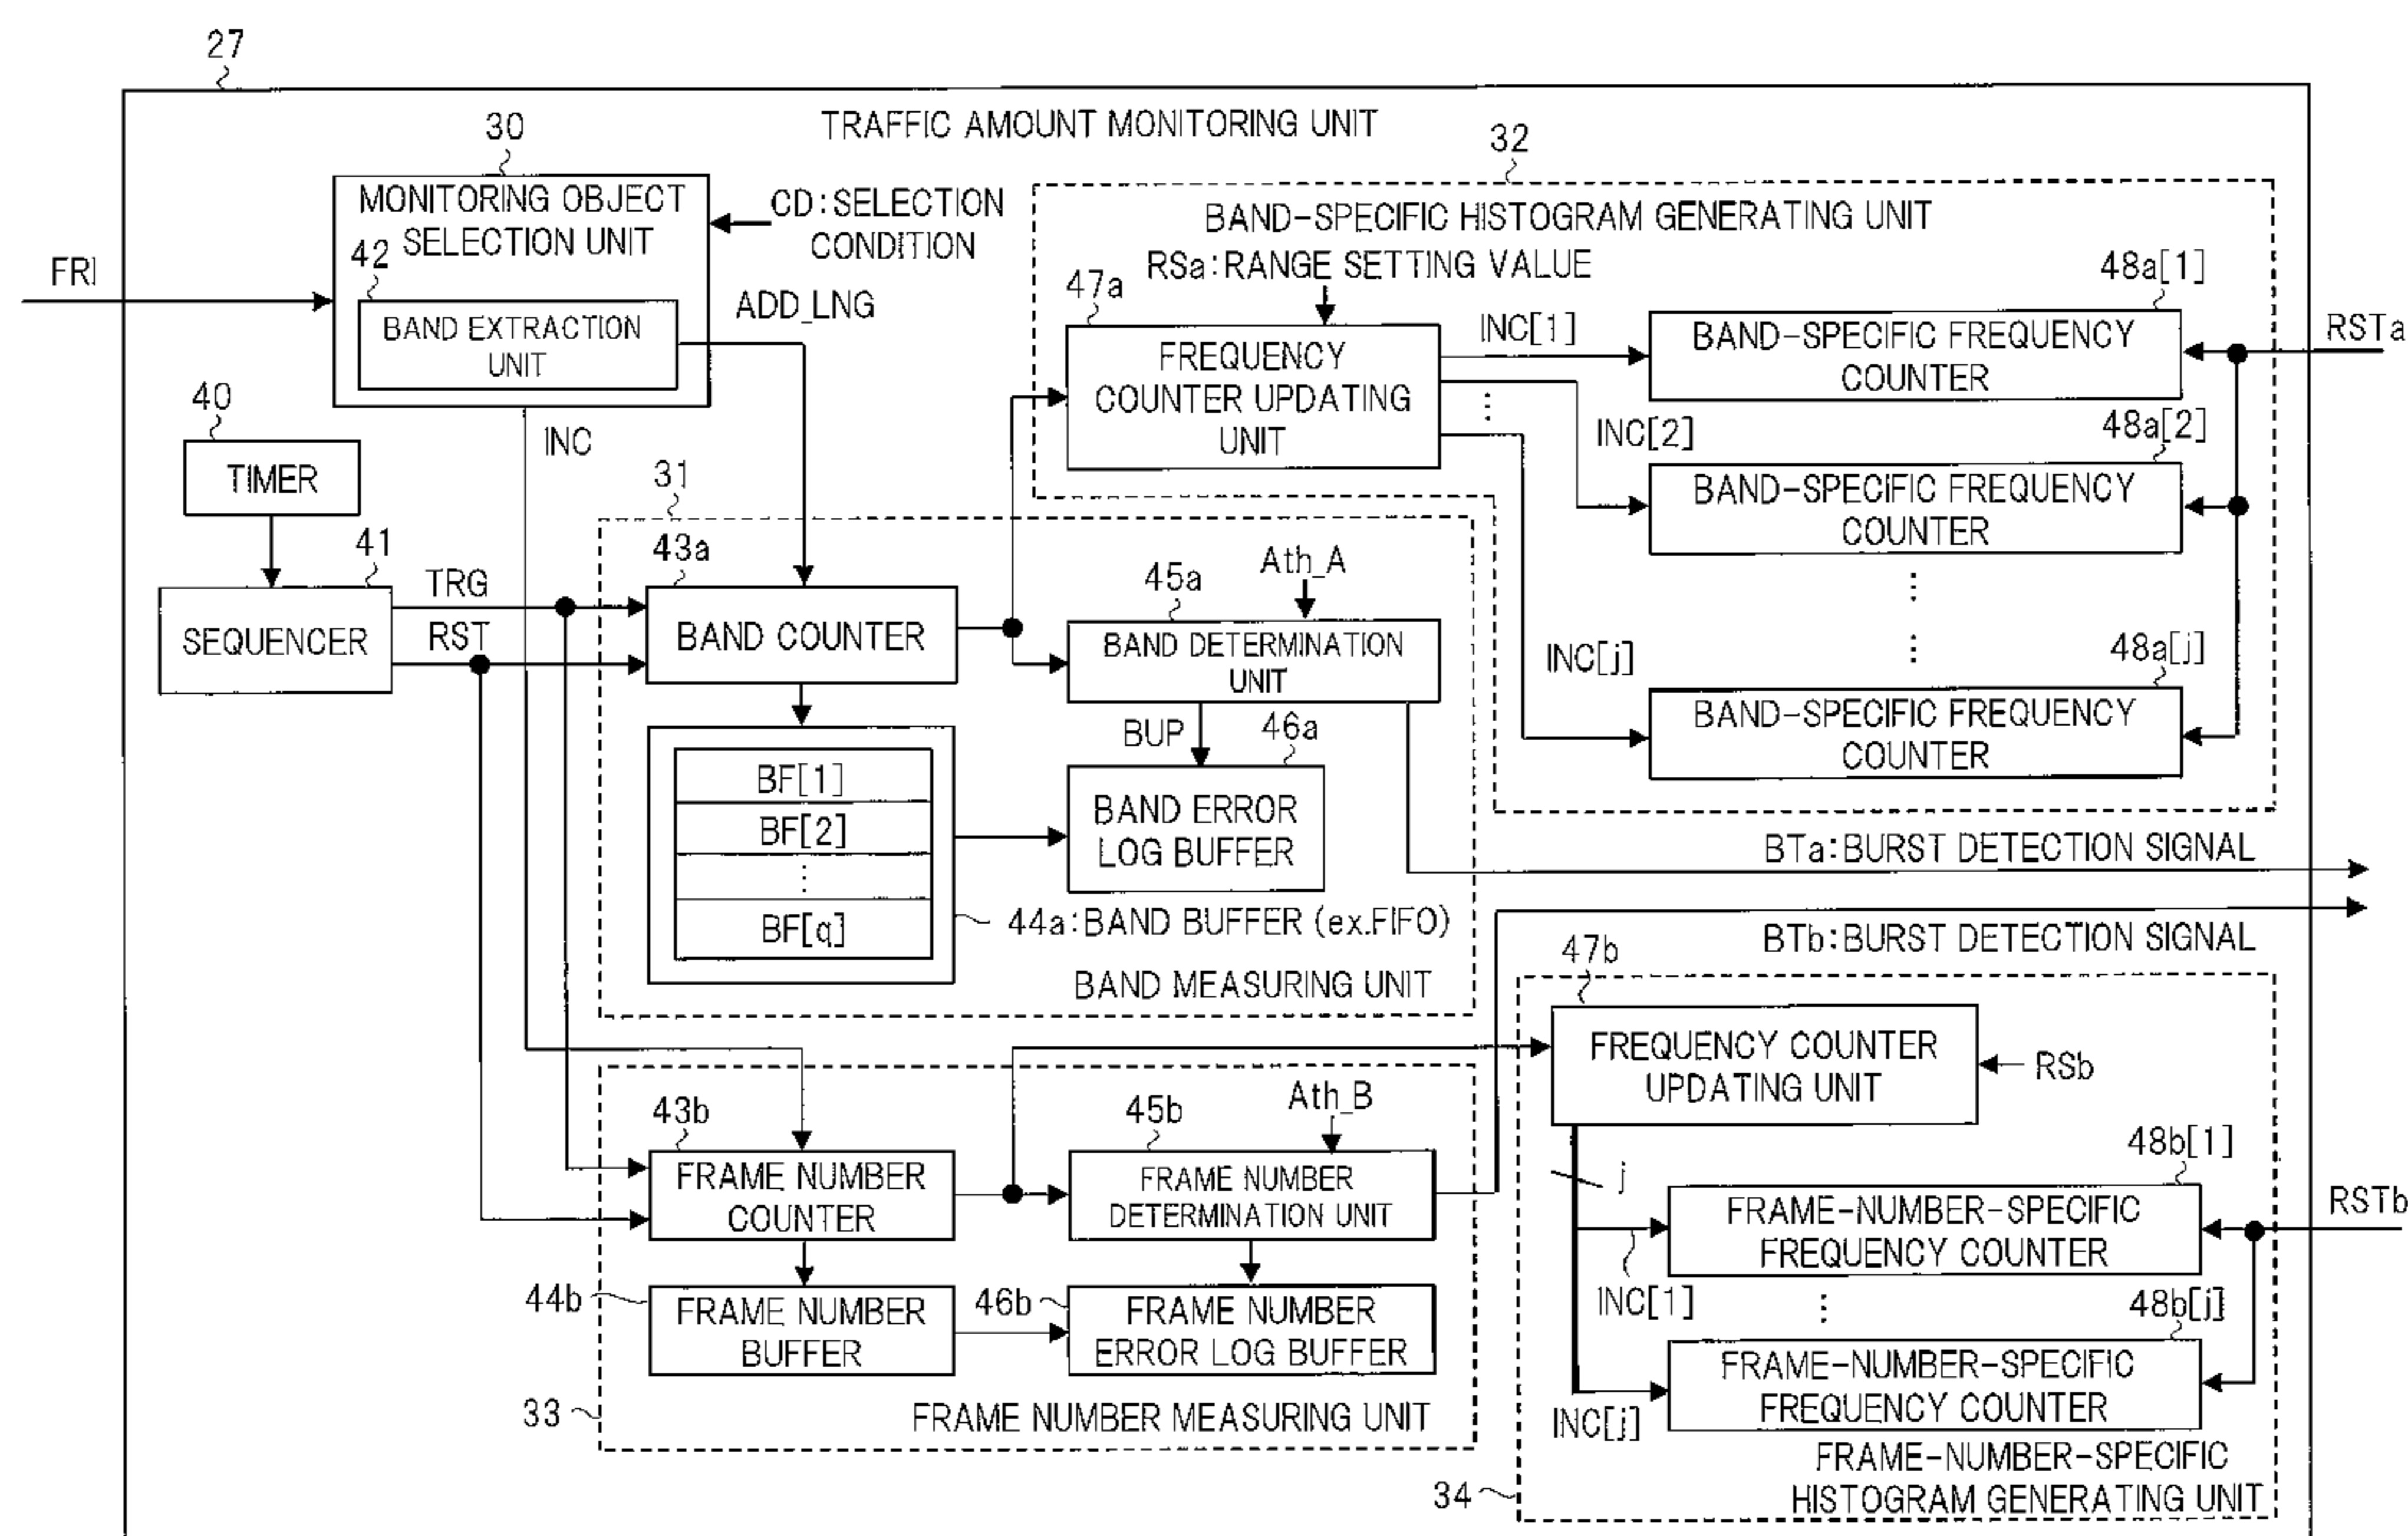 27
TRAFFIC AMOUNT MONITORING UNIT
30
MONITORING OBJECT
SELECTION UNIT
CD:SELECTION
CONDITION
FRI
42
BAND EXTRACTION
UNIT
ADD_LNG
INC
40
TIMER
41
SEQUENCER
TRG
RST
32
BAND-SPECIFIC HISTOGRAM GENERATING UNIT
RSa:RANGE SETTING VALUE
47a
FREQUENCY
COUNTER UPDATING
UNIT
INC[1]
INC[2]
INC[j]
⋮
48a[1]
BAND-SPECIFIC FREQUENCY
COUNTER
RSTa
48a[2]
BAND-SPECIFIC FREQUENCY
COUNTER
⋮
⋮
48a[j]
BAND-SPECIFIC FREQUENCY
COUNTER
31
43a
BAND COUNTER
45a
Ath_A
BAND DETERMINATION
UNIT
BUP
46a
BAND ERROR
LOG BUFFER
BF[1]
BF[2]
⋮
BF[q]
44a:BAND BUFFER (ex.FIFO)
BAND MEASURING UNIT
BTa:BURST DETECTION SIGNAL
BTb:BURST DETECTION SIGNAL
43b
FRAME NUMBER
COUNTER
45b
Ath_B
FRAME NUMBER
DETERMINATION UNIT
44b
FRAME NUMBER
BUFFER
46b
FRAME NUMBER
ERROR LOG BUFFER
33
FRAME NUMBER MEASURING UNIT
47b
FREQUENCY COUNTER
UPDATING UNIT
RSb
j
48b[1]
FRAME-NUMBER-SPECIFIC
FREQUENCY COUNTER
RSTb
INC[1]
⋮
48b[j]
FRAME-NUMBER-SPECIFIC
FREQUENCY COUNTER
INC[j]
34
FRAME-NUMBER-SPECIFIC
HISTOGRAM GENERATING UNIT